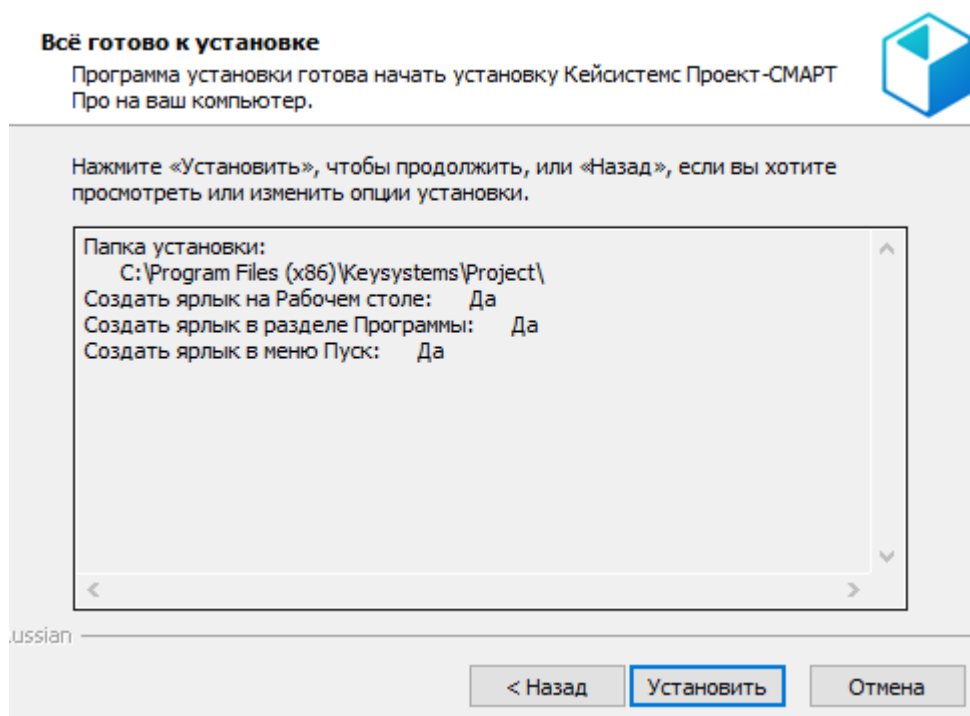 Всё готово к установке
Программа установки готова начать установку Кейсистемс Проект-СМАРТ
Про на ваш компьютер.
Нажмите «Установить», чтобы продолжить, или «Назад», если вы хотите
просмотреть или изменить опции установки.
Папка установки:
C:\Program Files (x86)\Keysystems\Project\
Создать ярлык на Рабочем столе: Да
Создать ярлык в разделе Программы: Да
Создать ярлык в меню Пуск: Да
ussian
< Назад Установить Отмена